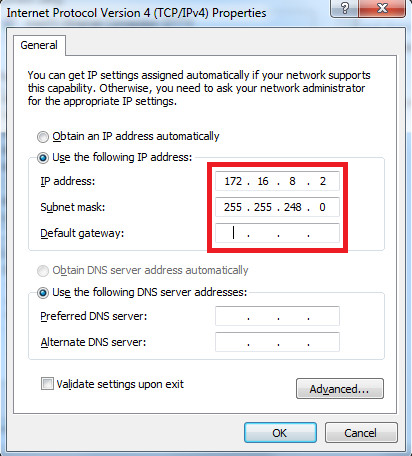 Internet Protocol Version 4 (TCP/IPv4) Properties
General
You can get IP settings assigned automatically if your network supports
this capability. Otherwise, you need to ask your network administrator
for the appropriate IP settings.
Obtain an IP address automatically
Use the following IP address:
IP address: 172 . 16 . 8 . 2
Subnet mask: 255 . 255 . 248 . 0
Default gateway: . . .
Obtain DNS server address automatically
Use the following DNS server addresses:
Preferred DNS server: . . .
Alternate DNS server: . . .
Validate settings upon exit
Advanced...
OK Cancel